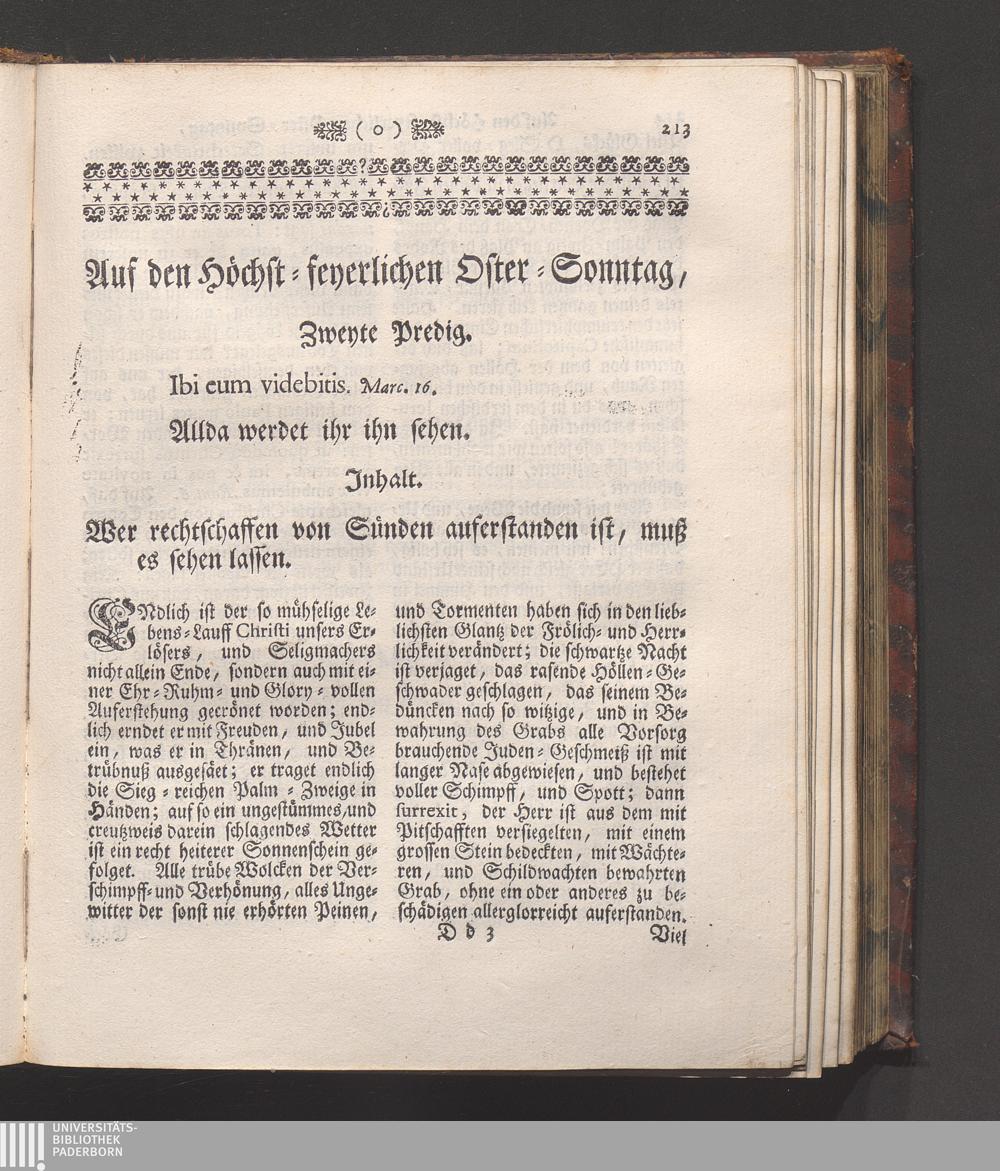 ( o )
213
Auf den Höchst-feyerlichen Oster-Sonntag,
Zweyte Predig.
Ibi eum videbitis. Marc. 16.
Allda werdet ihr ihn sehen.
Inhalt.
Wer rechtschaffen von Sünden auferstanden ist, muß
es sehen lassen.
ENdlich ist der so mühselige Le-
bens-Lauff Christi unsers Er-
lösers, und Seligmachers
nicht allein Ende, sondern auch mit ei-
ner Ehr-Ruhm- und Glory-vollen
Auferstehung gecrönet worden; end-
lich erndet er mit Freuden, und Jubel
ein, was er in Thränen, und Be-
trübnuß ausgesäet; er traget endlich
die Sieg-reichen Palm-Zweige in
Händen; auf so ein ungestümmes, und
creutzweis darein schlagendes Wetter
ist ein recht heiterer Sonnenschein ge-
folget. Alle trübe Wolcken der Ver-
schimpff- und Verhönung, alles Unge-
witter der sonst nie erhörten Peinen,
und Tormenten haben sich in den lieb-
lichsten Glantz der Frölich- und Herr-
lichkeit verändert; die schwartze Nacht
ist verjaget, das rasende Höllen-Ge-
schwader geschlagen, das seinem Be-
düncken nach so witzige, und in Be-
wahrung des Grabs alle Vorsorg
brauchende Juden-Geschmeiß ist mit
langer Nase abgewiesen, und bestehet
voller Schimpff, und Spott; dann
surrexit, der Herr ist aus dem mit
Pitschafften versiegelten, mit einem
grossen Stein bedeckten, mit Wächte-
ren, und Schildwachten bewahrten
Grab, ohne ein oder anderes zu be-
schädigen allerglorreicht auferstanden.
D d 3
Viel
UNIVERSITÄTS-
BIBLIOTHEK
PADERBORN